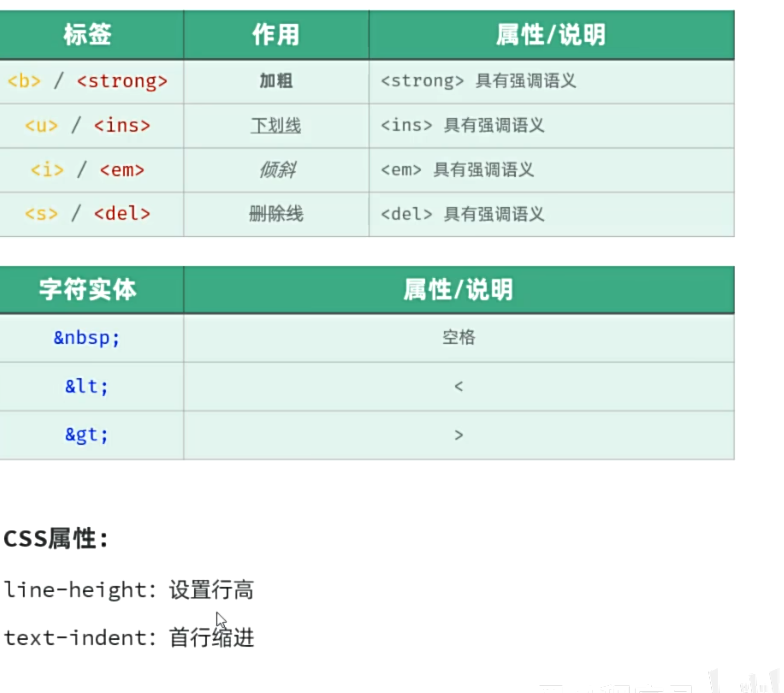 标签 作用 属性/说明
<b> / <strong> 加粗 <strong> 具有强调语义
<u> / <ins> 下划线 <ins> 具有强调语义
<i> / <em> 倾斜 <em> 具有强调语义
<s> / <del> 删除线 <del> 具有强调语义
字符实体 属性/说明
&nbsp; 空格
&lt; <
&gt; >
CSS属性:
line-height: 设置行高
text-indent: 首行缩进